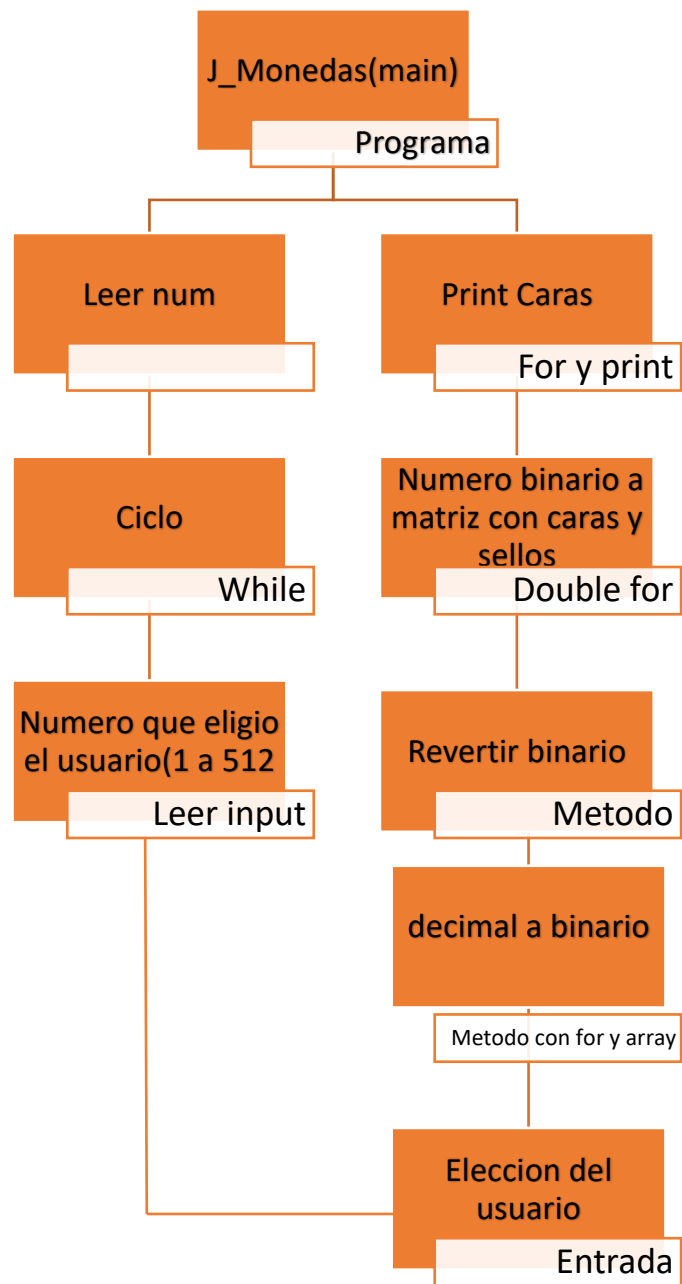 J_Monedas(main)
Programa
Leer num
Print Caras
For y print
Ciclo
While
Numero binario a
matriz con caras y
sellos
Double for
Numero que eligio
el usuario(1 a 512
Leer input
Revertir binario
Metodo
decimal a binario
Metodo con for y array
Eleccion del
usuario
Entrada